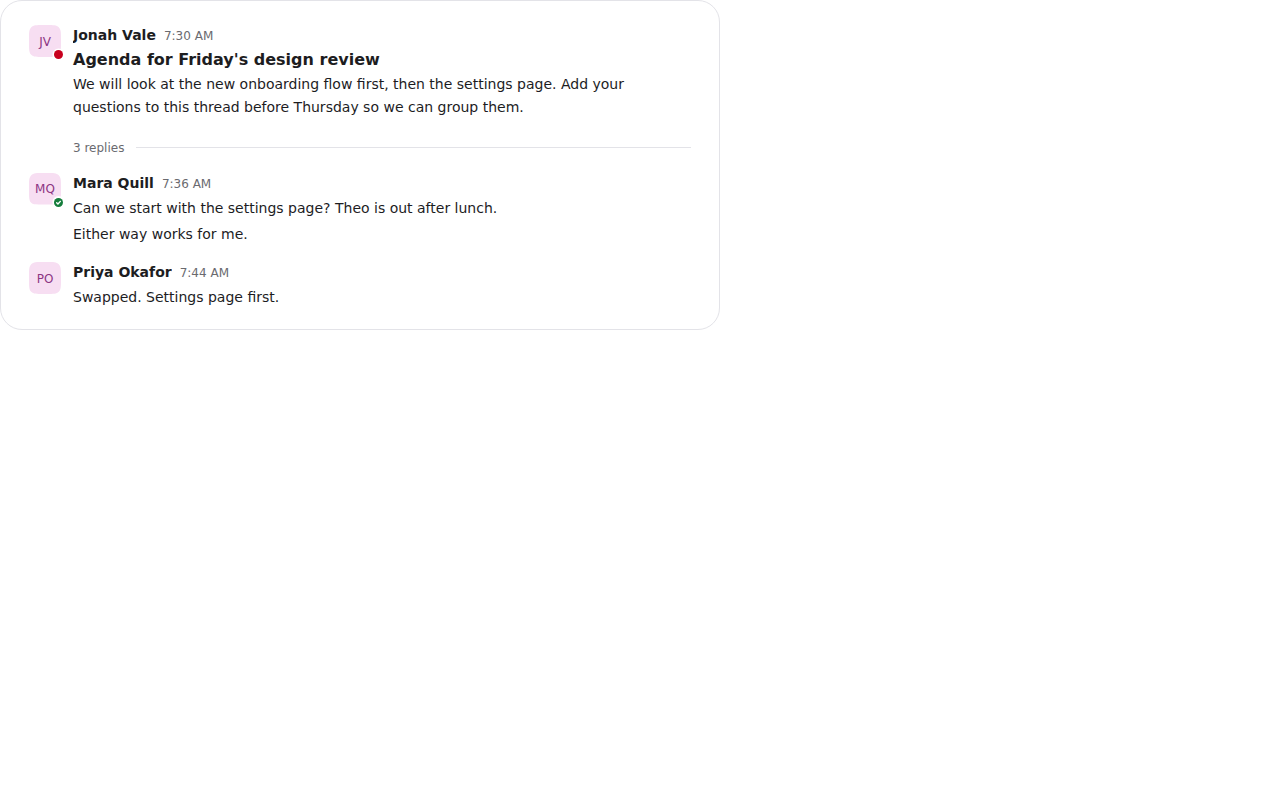 JV
Jonah Vale 7:30 AM
Agenda for Friday's design review
We will look at the new onboarding flow first, then the settings page. Add your
questions to this thread before Thursday so we can group them.
3 replies
MQ
Mara Quill 7:36 AM
Can we start with the settings page? Theo is out after lunch.
Either way works for me.
PO
Priya Okafor 7:44 AM
Swapped. Settings page first.